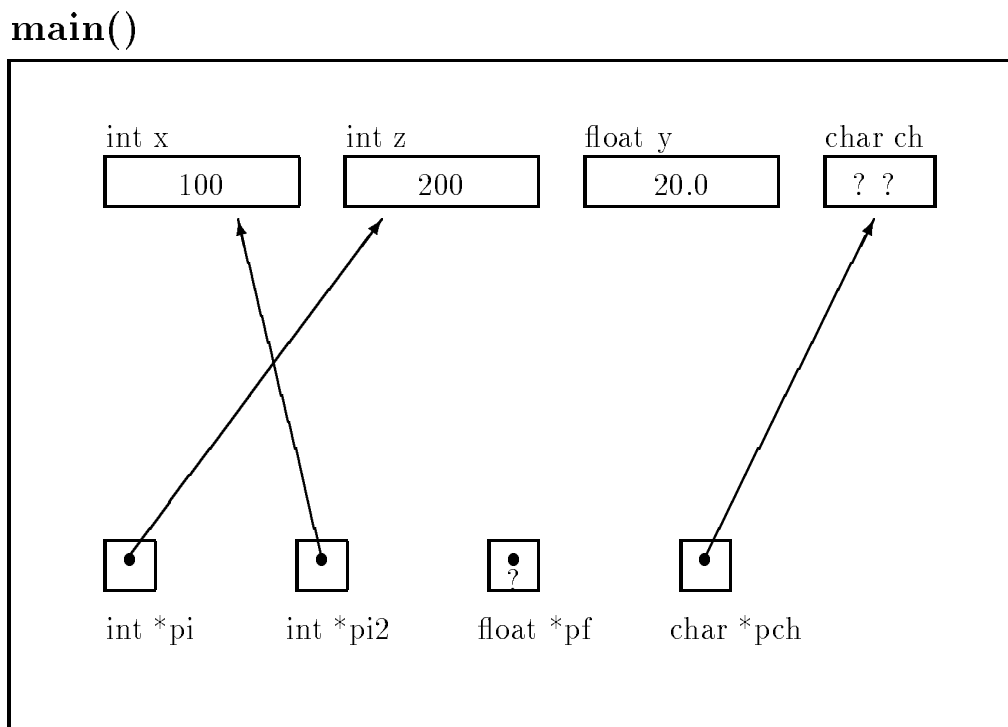 main()
int x int z float y char ch
100 200 20.0 ? ?
?
int *pi int *pi2 float *pf char *pch